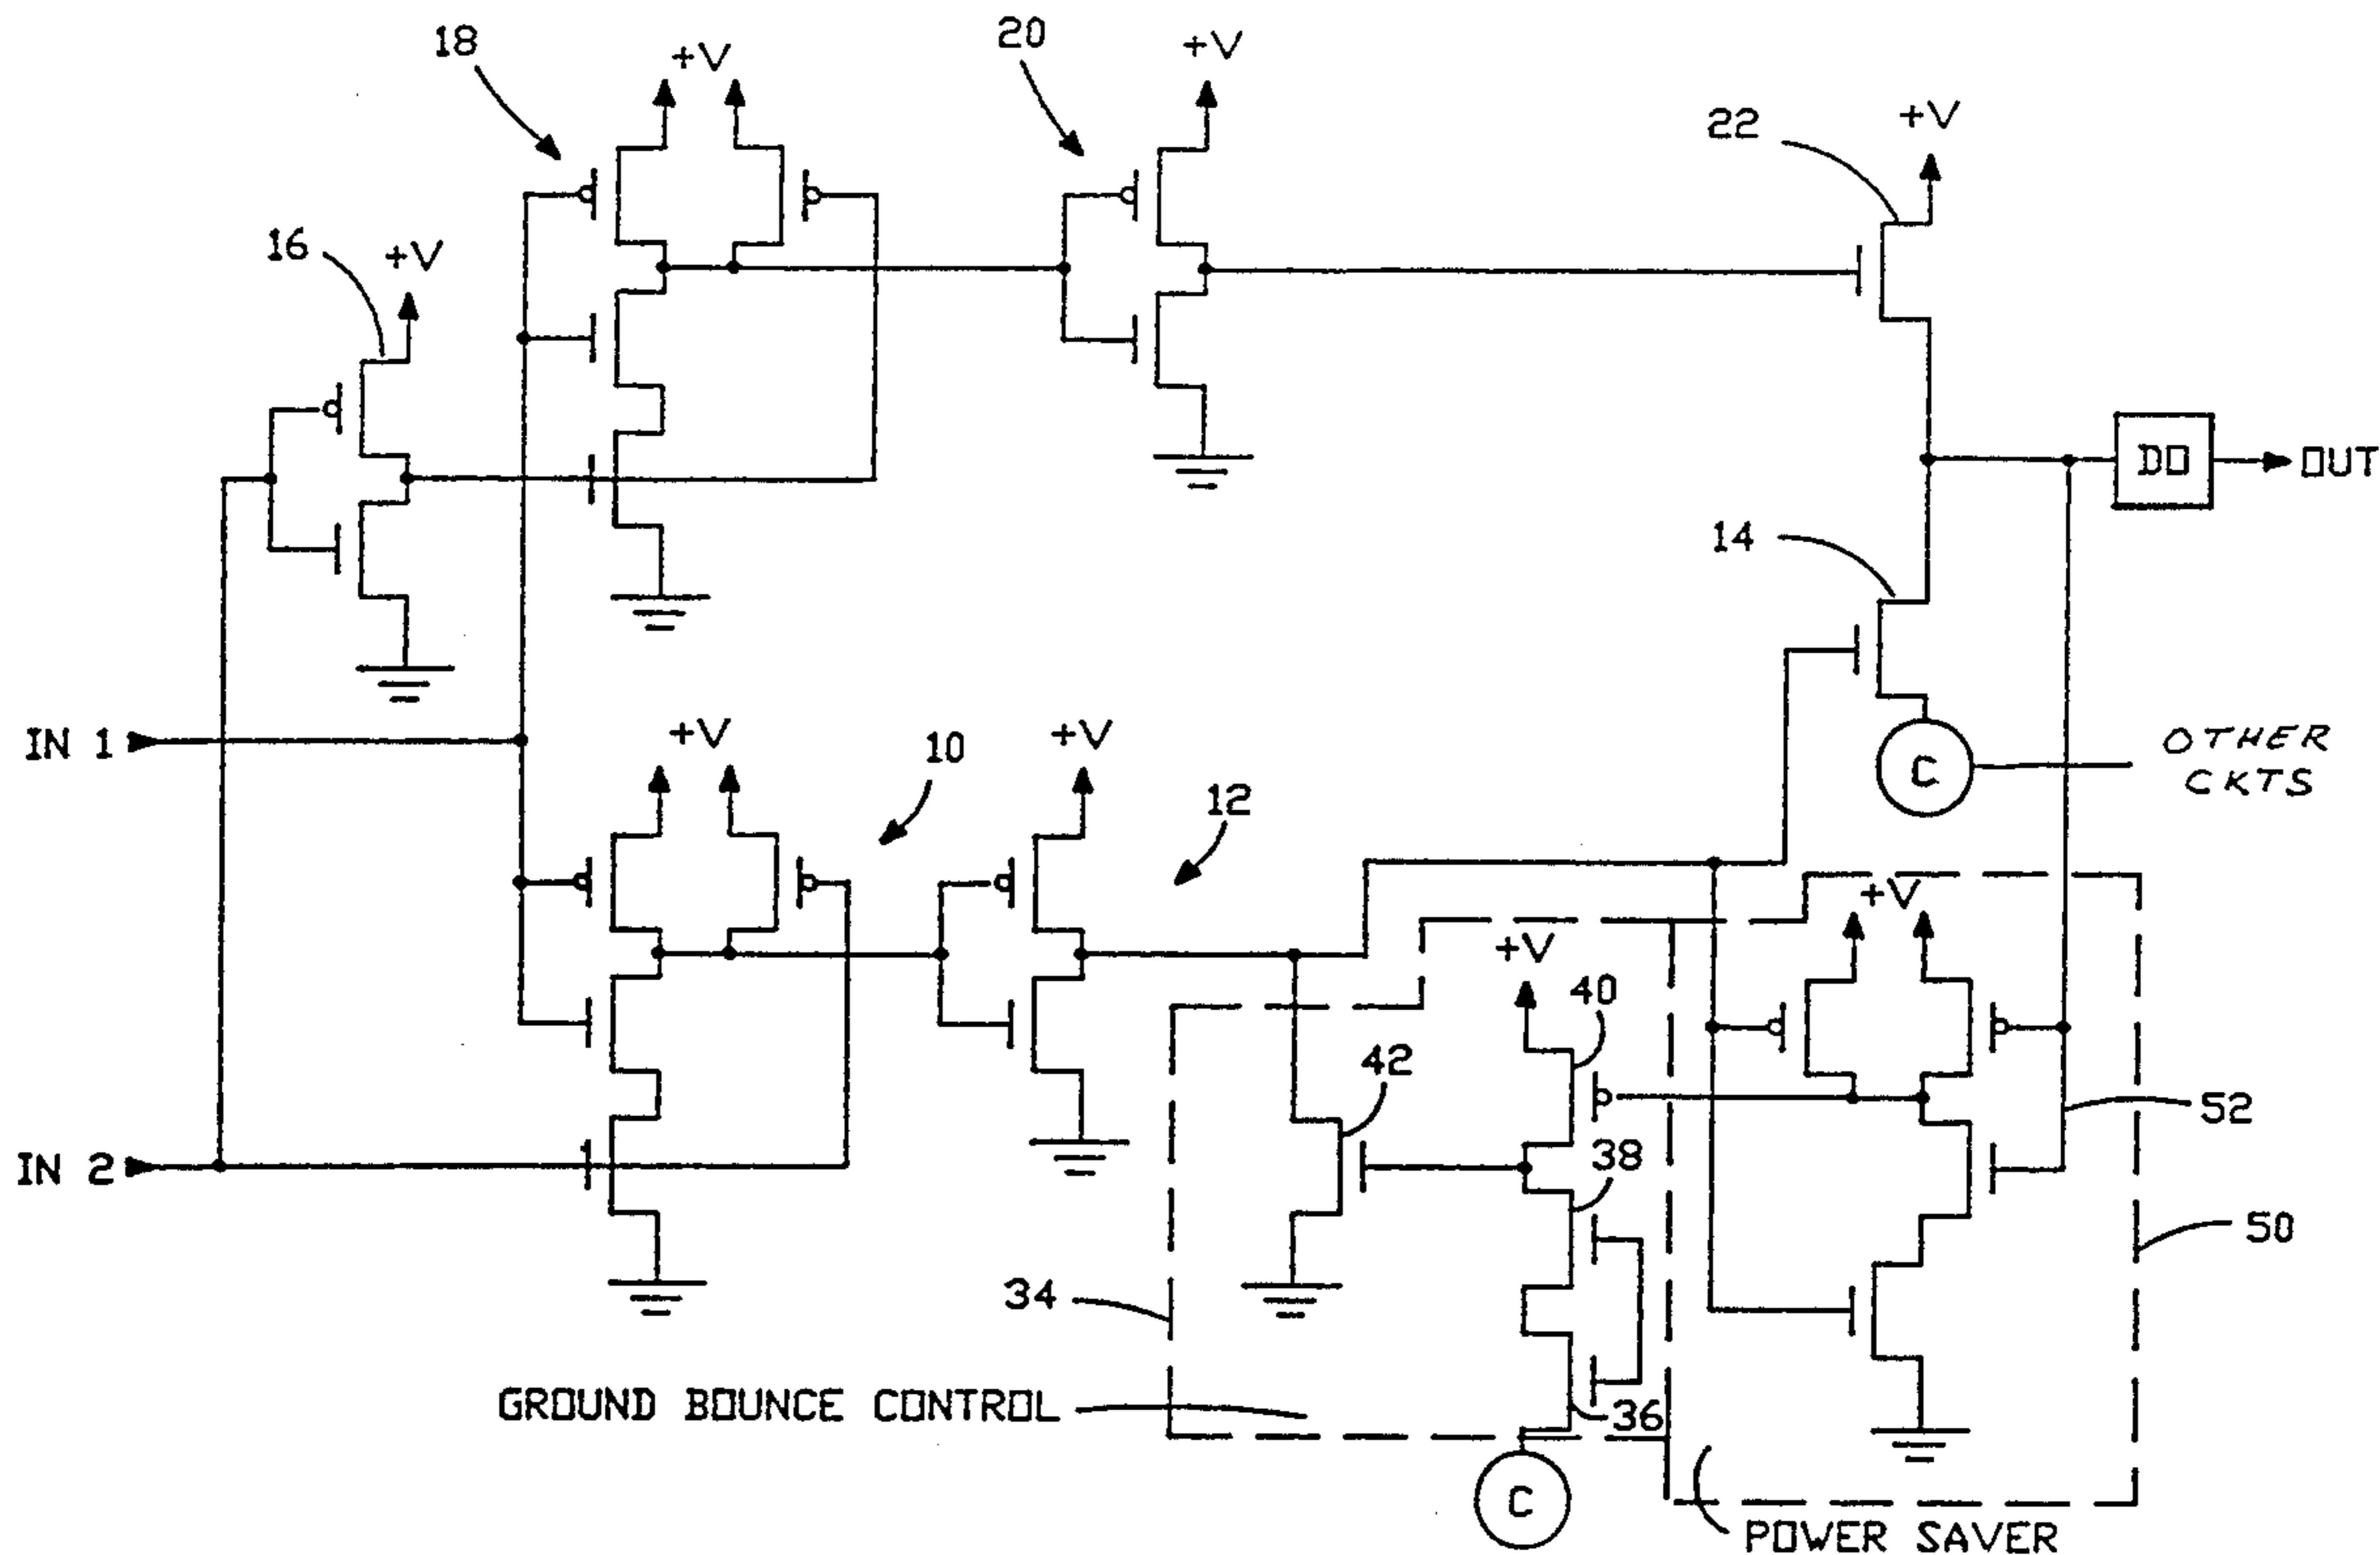 18
+V
20
+V
22
+V
16
+V
DO
OUT
14
IN 1
+V
10
+V
12
C
OTHER
CKTS
+V
+V
40
42
38
52
IN 2
50
34
GROUND BOUNCE CONTROL
36
C
POWER SAVER